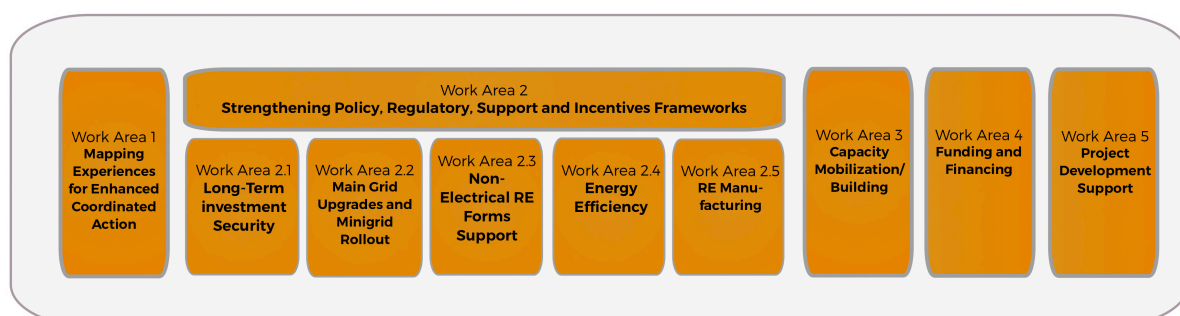 Work Area 1
Mapping
Experiences
for Enhanced
Coordinated
Action
Work Area 2
Strengthening Policy, Regulatory, Support and Incentives Frameworks
Work Area 2.1
Long-Term
investment
Security
Work Area 2.2
Main Grid
Upgrades and
Minigrid
Rollout
Work Area 2.3
Non-
Electrical RE
Forms
Support
Work Area 2.4
Energy
Efficiency
Work Area 2.5
RE Manu-
facturing
Work Area 3
Capacity
Mobilization/
Building
Work Area 4
Funding and
Financing
Work Area 5
Project
Development
Support